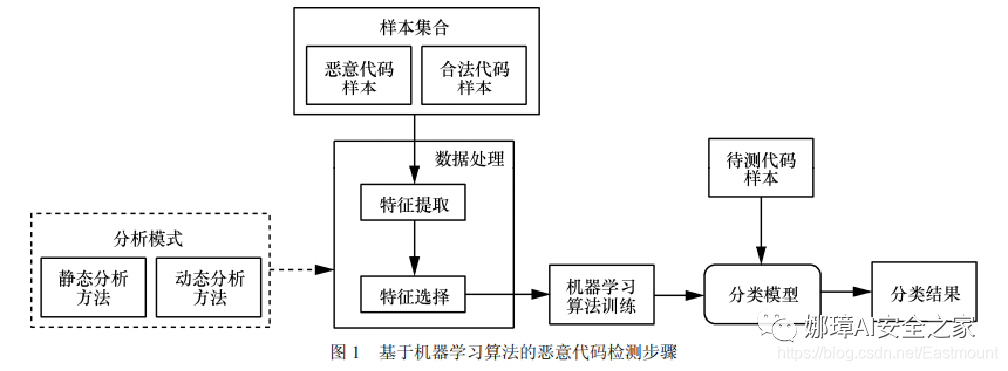 样本集合
恶意代码
样本
合法代码
样本
数据处理
特征提取
特征选择
分析模式
静态分析
方法
动态分析
方法
机器学习
算法训练
待测代码
样本
分类模型
分类结果
娜璋AI安全之家
图 1 基于机器学习算法的恶意代码检测步骤
https://blog.csdn.net/Eastmount